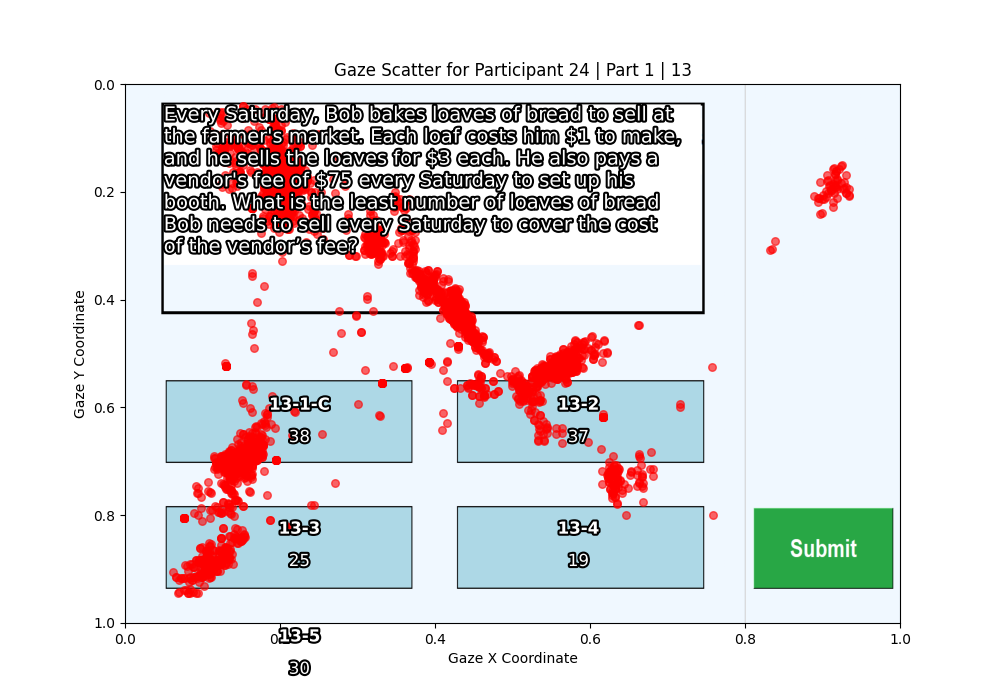 Gaze Scatter for Participant 24 | Part 1 | 13
Every Saturday, Bob bakes loaves of bread to sell at
the farmer's market. Each loaf costs him $1 to make,
and he sells the loaves for $3 each. He also pays a
vendor's fee of $75 every Saturday to set up his
booth. What is the least number of loaves of bread
Bob needs to sell every Saturday to cover the cost
of the vendor's fee?
13-1-C
38
13-2
37
13-3
25
13-4
19
Submit
13-5
30
0.0
0.2
0.4
0.6
0.8
1.0
Gaze Y Coordinate
0.0
0.2
0.4
0.6
0.8
1.0
Gaze X Coordinate